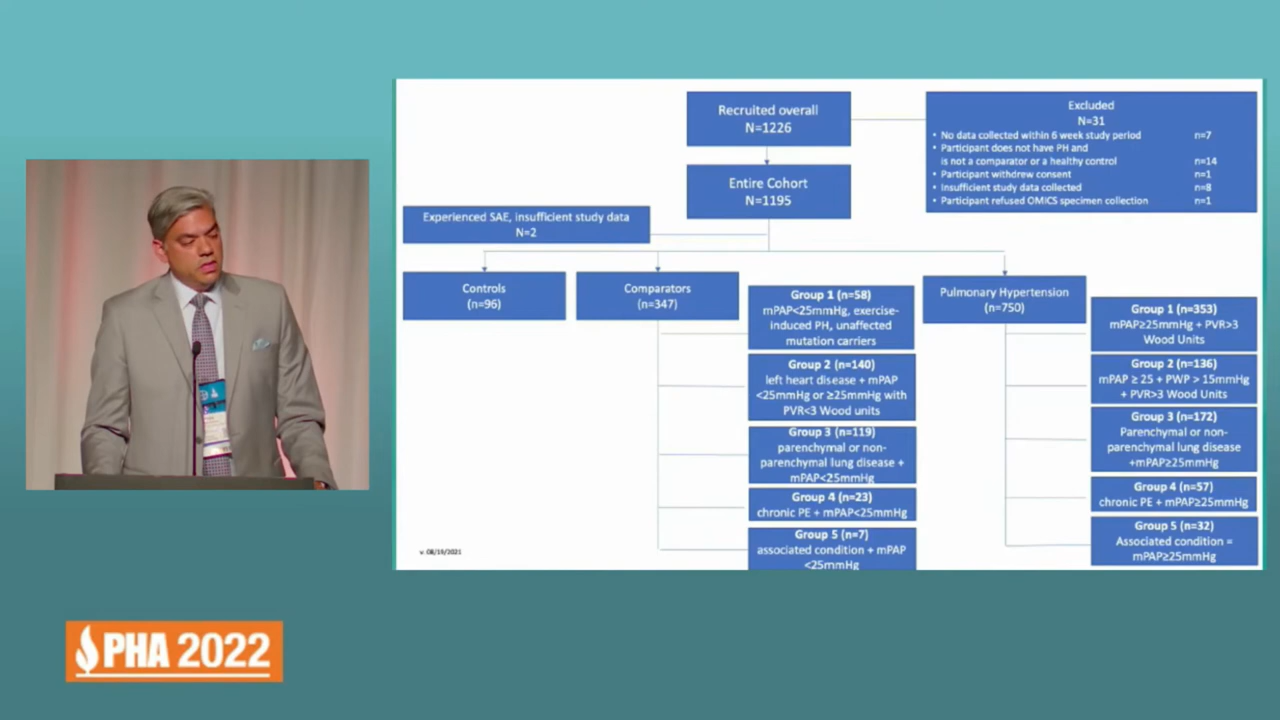 Recruited overall
N=1226
Excluded
N=31
• No data collected within 6 week study period n=7
• Participant does not have PH and
is not a comparator or a healthy control n=14
• Participant withdrew consent n=1
• Insufficient study data collected n=8
• Participant refused OMICS specimen collection n=1
Entire Cohort
N=1195
Experienced SAE, insufficient study data
N=2
Controls
(n=96)
Comparators
(n=347)
Group 1 (n=58)
mPAP<25mmHg, exercise-
induced PH, unaffected
mutation carriers
Group 2 (n=140)
left heart disease + mPAP
<25mmHg or ≥25mmHg with
PVR<3 Wood units
Group 3 (n=119)
parenchymal or non-
parenchymal lung disease +
mPAP<25mmHg
Group 4 (n=23)
chronic PE + mPAP<25mmHg
Group 5 (n=7)
associated condition + mPAP
<25mmHg
Pulmonary Hypertension
(n=750)
Group 1 (n=353)
mPAP≥25mmHg + PVR>3
Wood Units
Group 2 (n=136)
mPAP ≥ 25 + PWP > 15mmHg
+ PVR>3 Wood Units
Group 3 (n=172)
Parenchymal or non-
parenchymal lung disease
+mPAP≥25mmHg
Group 4 (n=57)
chronic PE + mPAP≥25mmHg
Group 5 (n=32)
Associated condition =
mPAP≥25mmHg
v. 08/19/2021
PHA 2022